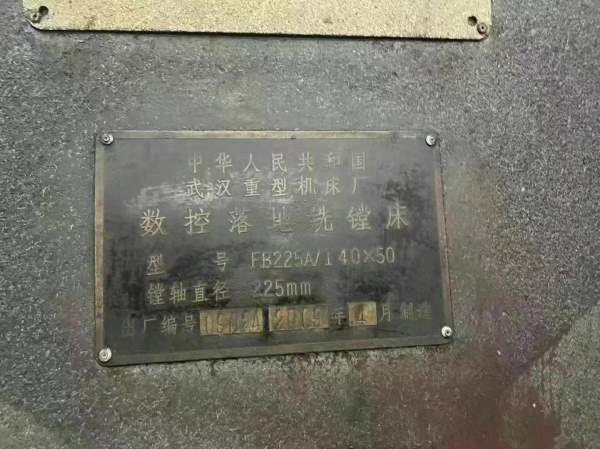 中华人民共和国
武汉重型机床厂
数控落地铣镗床
型 号 FB225A/140×50
镗轴直径 225mm
出厂编号 年 月 制造